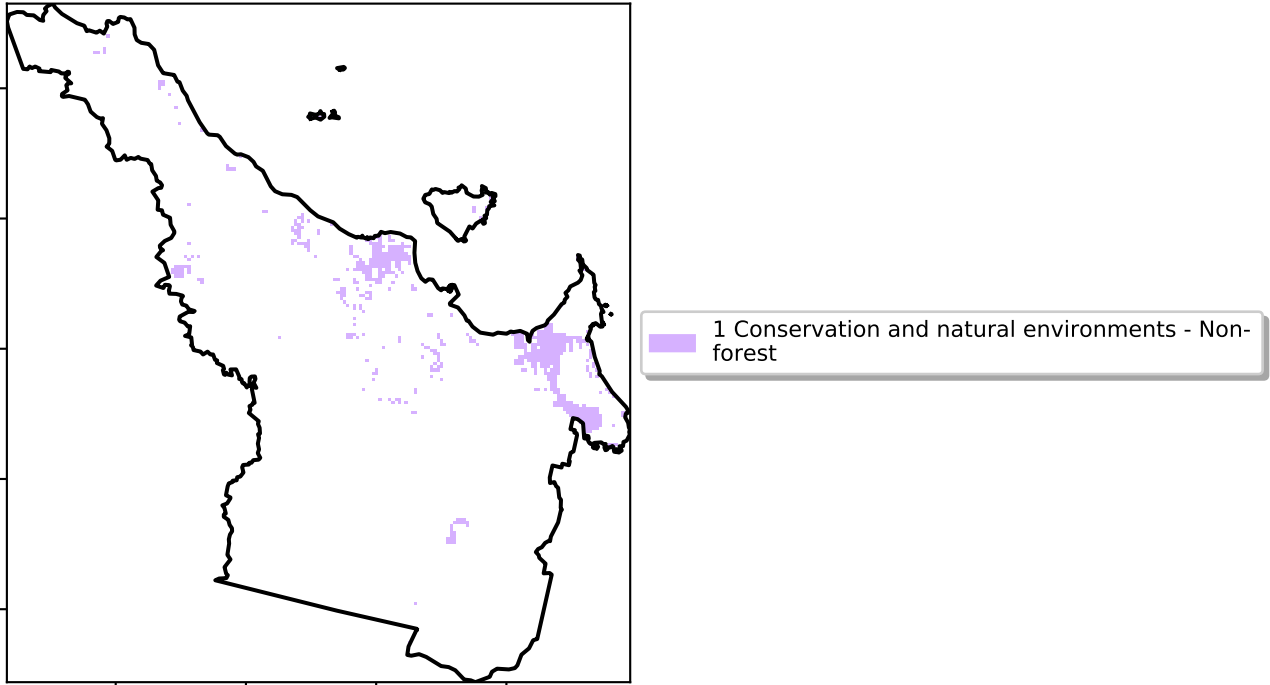 1 Conservation and natural environments - Non-
forest